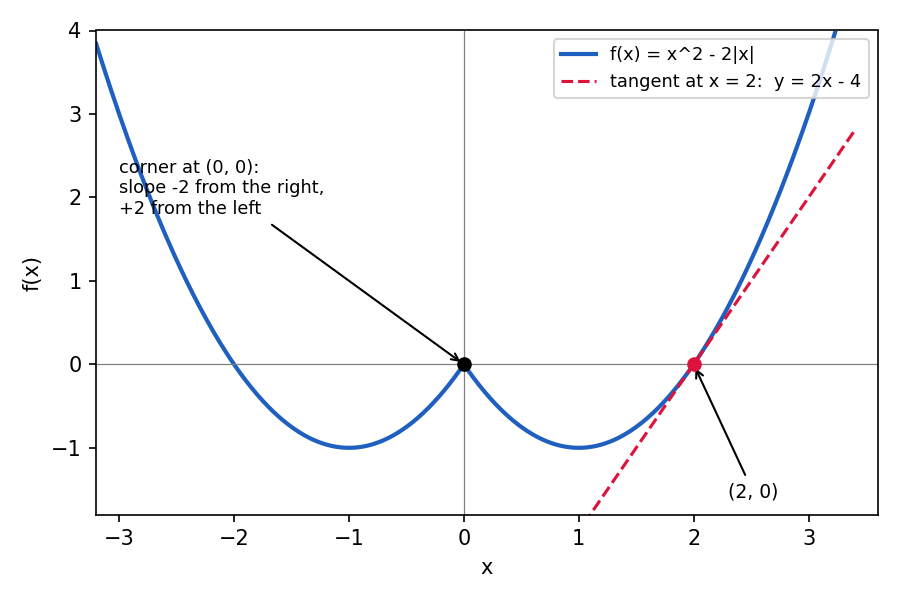 4
3
2
1
0
−1
f(x)
f(x) = x^2 - 2|x|
tangent at x = 2:  y = 2x - 4
corner at (0, 0):
slope -2 from the right,
+2 from the left
(2, 0)
−3 −2 −1 0 1 2 3
x